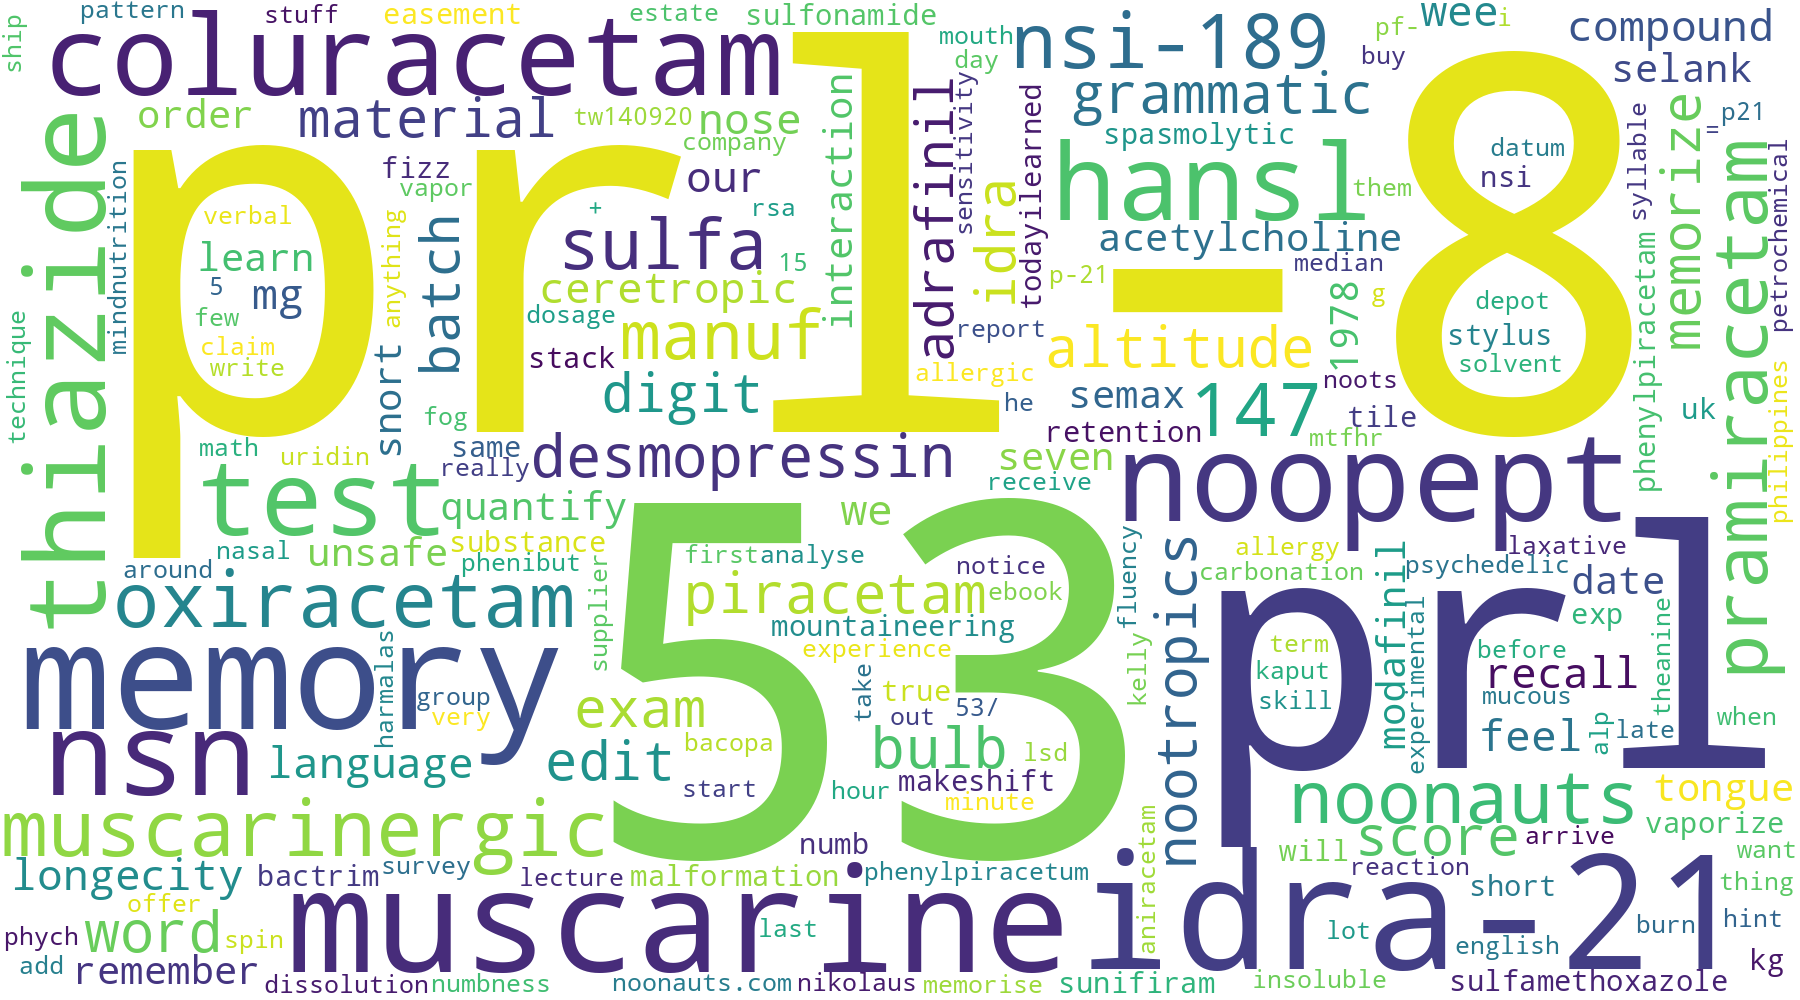 pattern
stuff
easement
estate
sulfonamide
ship
coluracetam
mouth
day
nsi-189
pf-
wee
i
buy
compound
selank
thiazide
prl
-8
order
material
tw140920
nose
company
interaction
adrafinil
sensitivity
todayilearned
grammatic
spasmolytic
hansl
them
datum
nsi
syllable
=
p21
memorize
petrochemical
pramiracetam
fizz
vapor
our
+
rsa
mindnutrition
verbal
learn
5
mg
few
claim
write
anything
batch
snort
sulfa
15
ceretropic
dosage
manuf
stack
digit
idra
acetylcholine
p-21
median
g
1978
report
altitude
allergic
he
semax
147
noots
tile
retention
mtfhr
depot
stylus
solvent
phenylpiracetam
uk
philippines
technique
fog
math
uridin
same
really
desmopressin
seven
receive
test
quantify
we
noopept
nasal
unsafe
substance
phenibut
around
oxiracetam
supplier
53
first
analyse
piracetam
notice
ebook
mountaineering
experience
fluency
nootropics
allergy
carbonation
modafinil
laxative
psychedelic
date
exp
prl
term
kaput
skill
experimental
before
recall
mucous
feel
alp
late
theanine
when
memory
harmalas
group
very
nsn
language
exam
edit
bacopa
start
take
true
out
53/
bulb
lsd
makeshift
hour
minute
kelly
muscarinergic
numb
noonauts
tongue
score
arrive
vaporize
will
want
longecity
bactrim
survey
lecture
malformation
phenylpiracetum
aniracetam
reaction
short
thing
offer
phych
word
spin
muscarine
last
idra-21
lot
english
burn
hint
add
remember
dissolution
numbness
noonauts.com
nikolaus
memorise
sunifiram
insoluble
sulfamethoxazole
kg